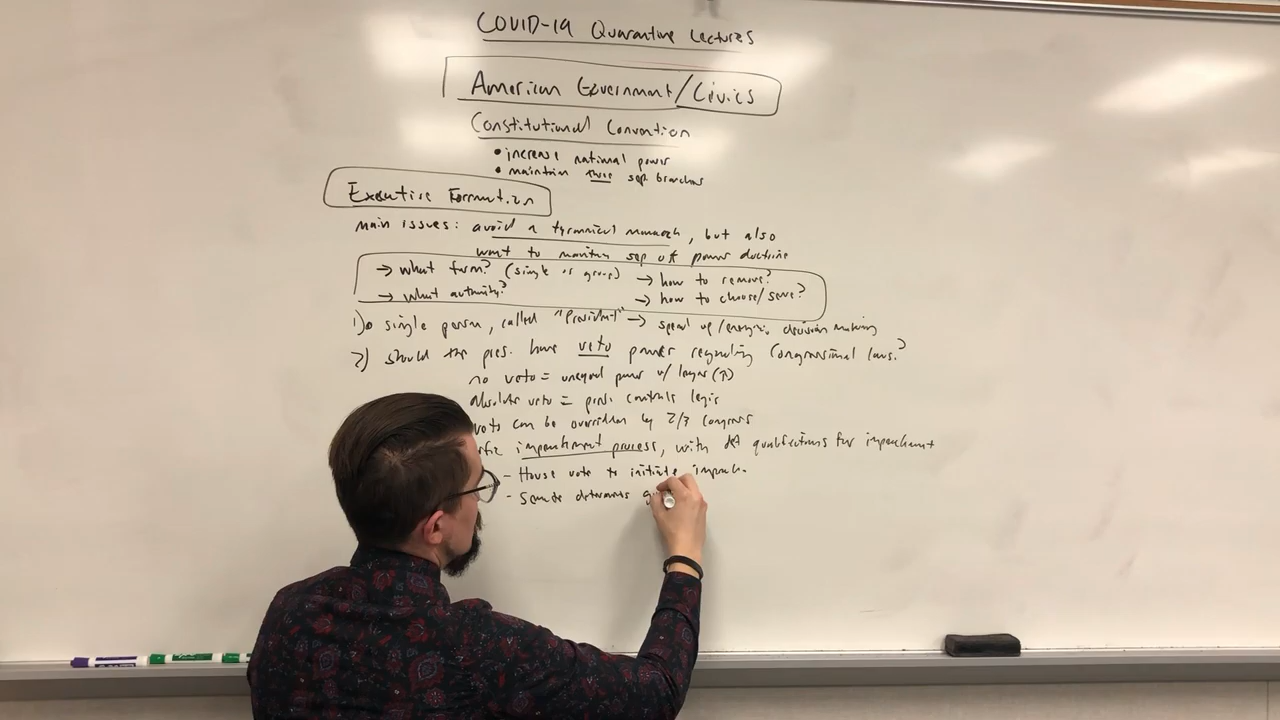 COVID-19 Quarantine Lectures
American Government/Civics
Constitutional Convention
• increase national power
• maintain three sep. branches
Executive Formation
main issues: avoid a tyrannical monarch, but also
want to maintain sep of power doctrine
→ what form? (single or group)
→ what authority?
→ how to remove?
→ how to choose/serve?
1) single person, called "President" → speed up/energize decision making
2) should the pres. have veto power regarding Congressional laws?
no veto = unequal power w/ legis (↑)
absolute veto = pres. controls legis
veto can be overridden by 2/3 congress
impeachment process, with qualifications for impeachment
- House vote to initiate impeach.
- Senate determines